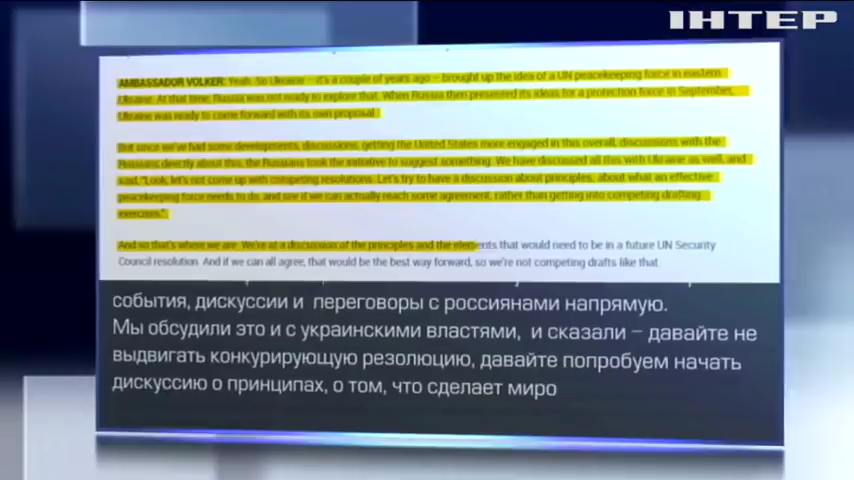 ІНТЕР
AMBASSADOR VOLKER: Yeah. So Ukraine – it's a couple of years ago – brought up the idea of a UN peacekeeping force in eastern
Ukraine. At that time, Russia was not ready to explore that. When Russia then presented its ideas for a protection force in September,
Ukraine was ready to come forward with its own proposal.
But since we've had some developments, discussions, getting the United States more engaged in this overall, discussions with the
Russians directly about this, the Russians took the initiative to suggest something. We have discussed all this with Ukraine as well, and
said, "Look, let's not come up with competing resolutions. Let's try to have a discussion about principles, about what an effective
peacekeeping force needs to do, and see if we can actually reach some agreement, rather than getting into competing drafting
exercises."
And so that's where we are. We're at a discussion of the principles and the elements that would need to be in a future UN Security
Council resolution. And if we can all agree, that would be the best way forward, so we're not competing drafts like that.
события, дискуссии и переговоры с россиянами напрямую.
Мы обсудили это и с украинскими властями, и сказали – давайте не
выдвигать конкурирующую резолюцию, давайте попробуем начать
дискуссию о принципах, о том, что сделает миро